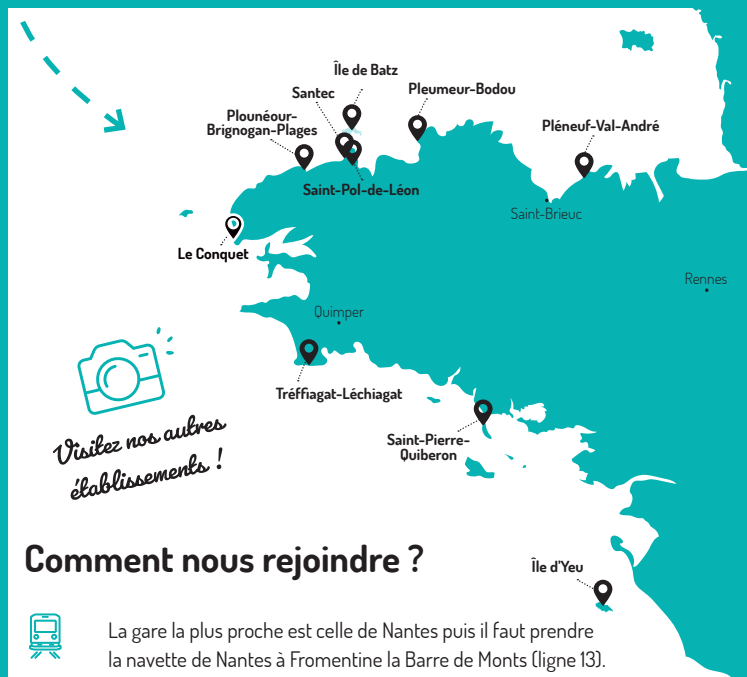 Île de Batz
Santec
Pleumeur-Bodou
Plounéour-
Brignogan-Plages
Pléneuf-Val-André
Saint-Pol-de-Léon
Saint-Brieuc
Le Conquet
Rennes
Quimper
Tréffiagat-Léchiagat
Visitez nos autres
établissements !
Saint-Pierre-
Quiberon
Comment nous rejoindre ?
Île d'Yeu
La gare la plus proche est celle de Nantes puis il faut prendre
la navette de Nantes à Fromentine la Barre de Monts (ligne 13).